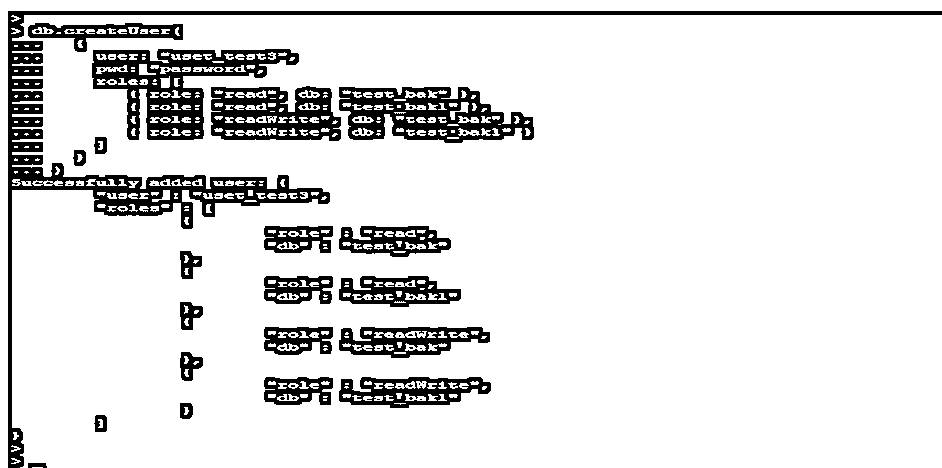 >
> db.createUser(
...    {
...      user: "uset_test3",
...      pwd: "password",
...      roles: [
...         { role: "read", db: "test_bak" },
...         { role: "read", db: "test_bak1" },
...         { role: "readWrite", db: "test_bak" },
...         { role: "readWrite", db: "test_bak1" }
...      ]
...    }
... )
Successfully added user: {
        "user" : "uset_test3",
        "roles" : [
                {
                        "role" : "read",
                        "db" : "test_bak"
                },
                {
                        "role" : "read",
                        "db" : "test_bak1"
                },
                {
                        "role" : "readWrite",
                        "db" : "test_bak"
                },
                {
                        "role" : "readWrite",
                        "db" : "test_bak1"
                }
        ]
}
>
>